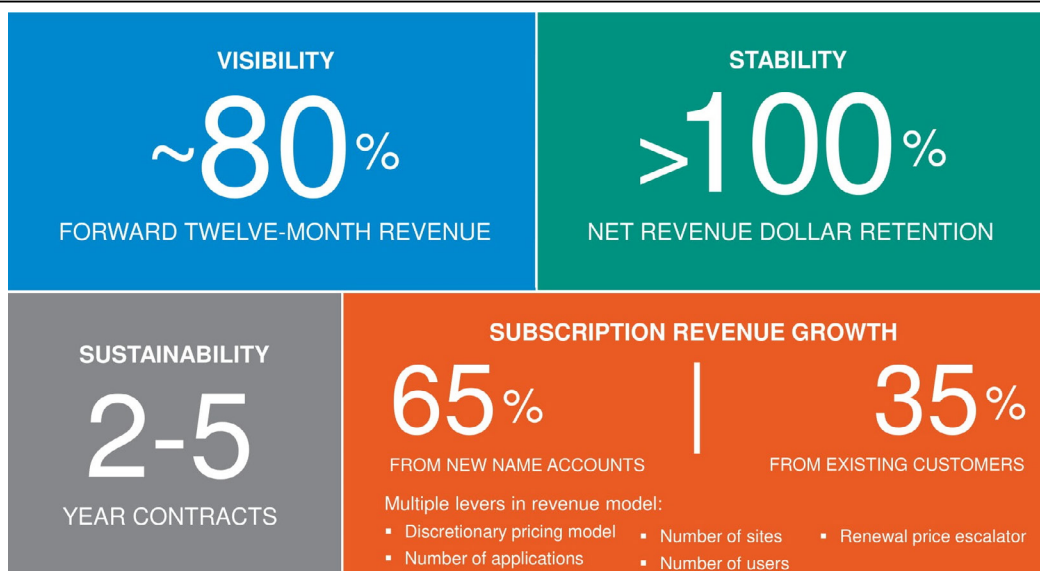 VISIBILITY
~80%
FORWARD TWELVE-MONTH REVENUE
STABILITY
>100%
NET REVENUE DOLLAR RETENTION
SUSTAINABILITY
2-5
YEAR CONTRACTS
SUBSCRIPTION REVENUE GROWTH
65%
FROM NEW NAME ACCOUNTS
35%
FROM EXISTING CUSTOMERS
Multiple levers in revenue model:
▪ Discretionary pricing model
▪ Number of applications
▪ Number of sites
▪ Number of users
▪ Renewal price escalator